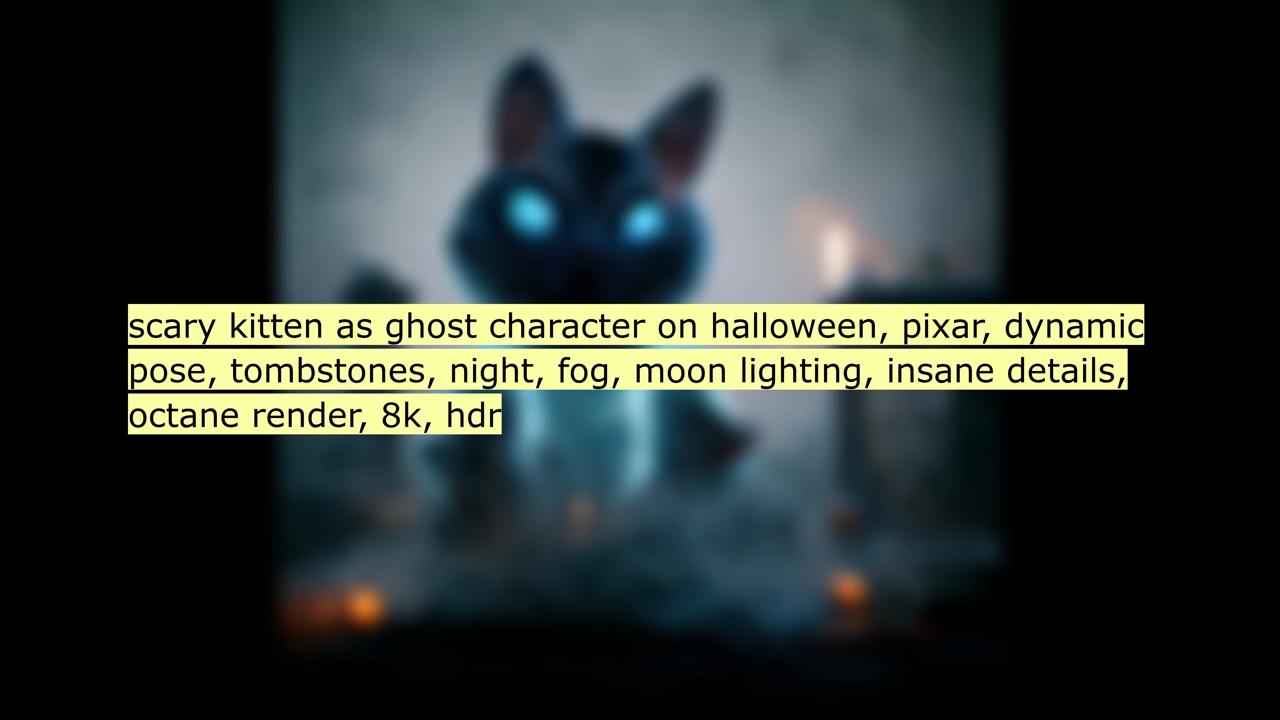 scary kitten as ghost character on halloween, pixar, dynamic
pose, tombstones, night, fog, moon lighting, insane details,
octane render, 8k, hdr